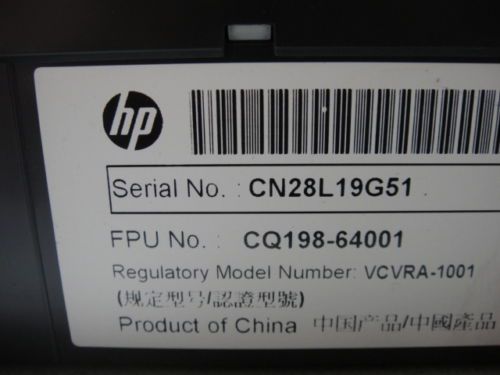 hp
Serial No. : CN28L19G51
FPU No. : CQ198-64001
Regulatory Model Number: VCVRA-1001
(规定型号/認證型號)
Product of China 中国产品/中國產品